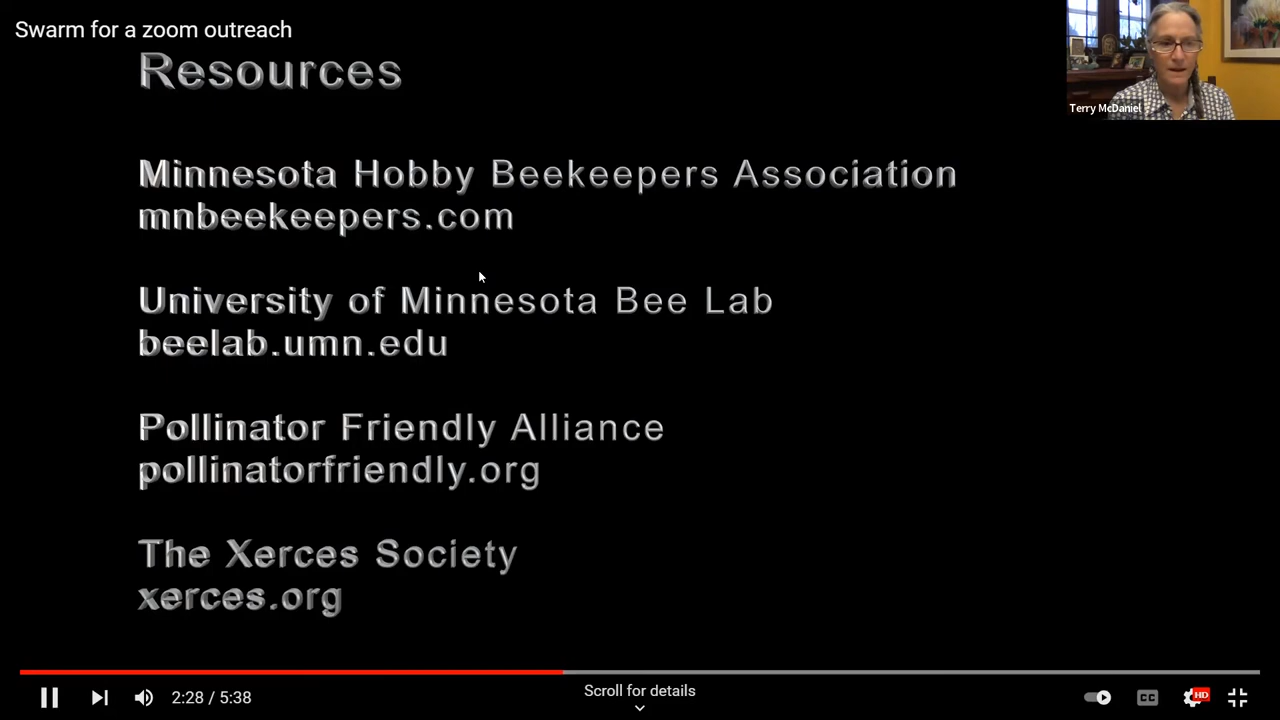 Swarm for a zoom outreach
Resources
Terry McDaniel
Minnesota Hobby Beekeepers Association
mnbeekeepers.com
University of Minnesota Bee Lab
beelab.umn.edu
Pollinator Friendly Alliance
pollinatorfriendly.org
The Xerces Society
xerces.org
2:28 / 5:38
Scroll for details
CC
HD